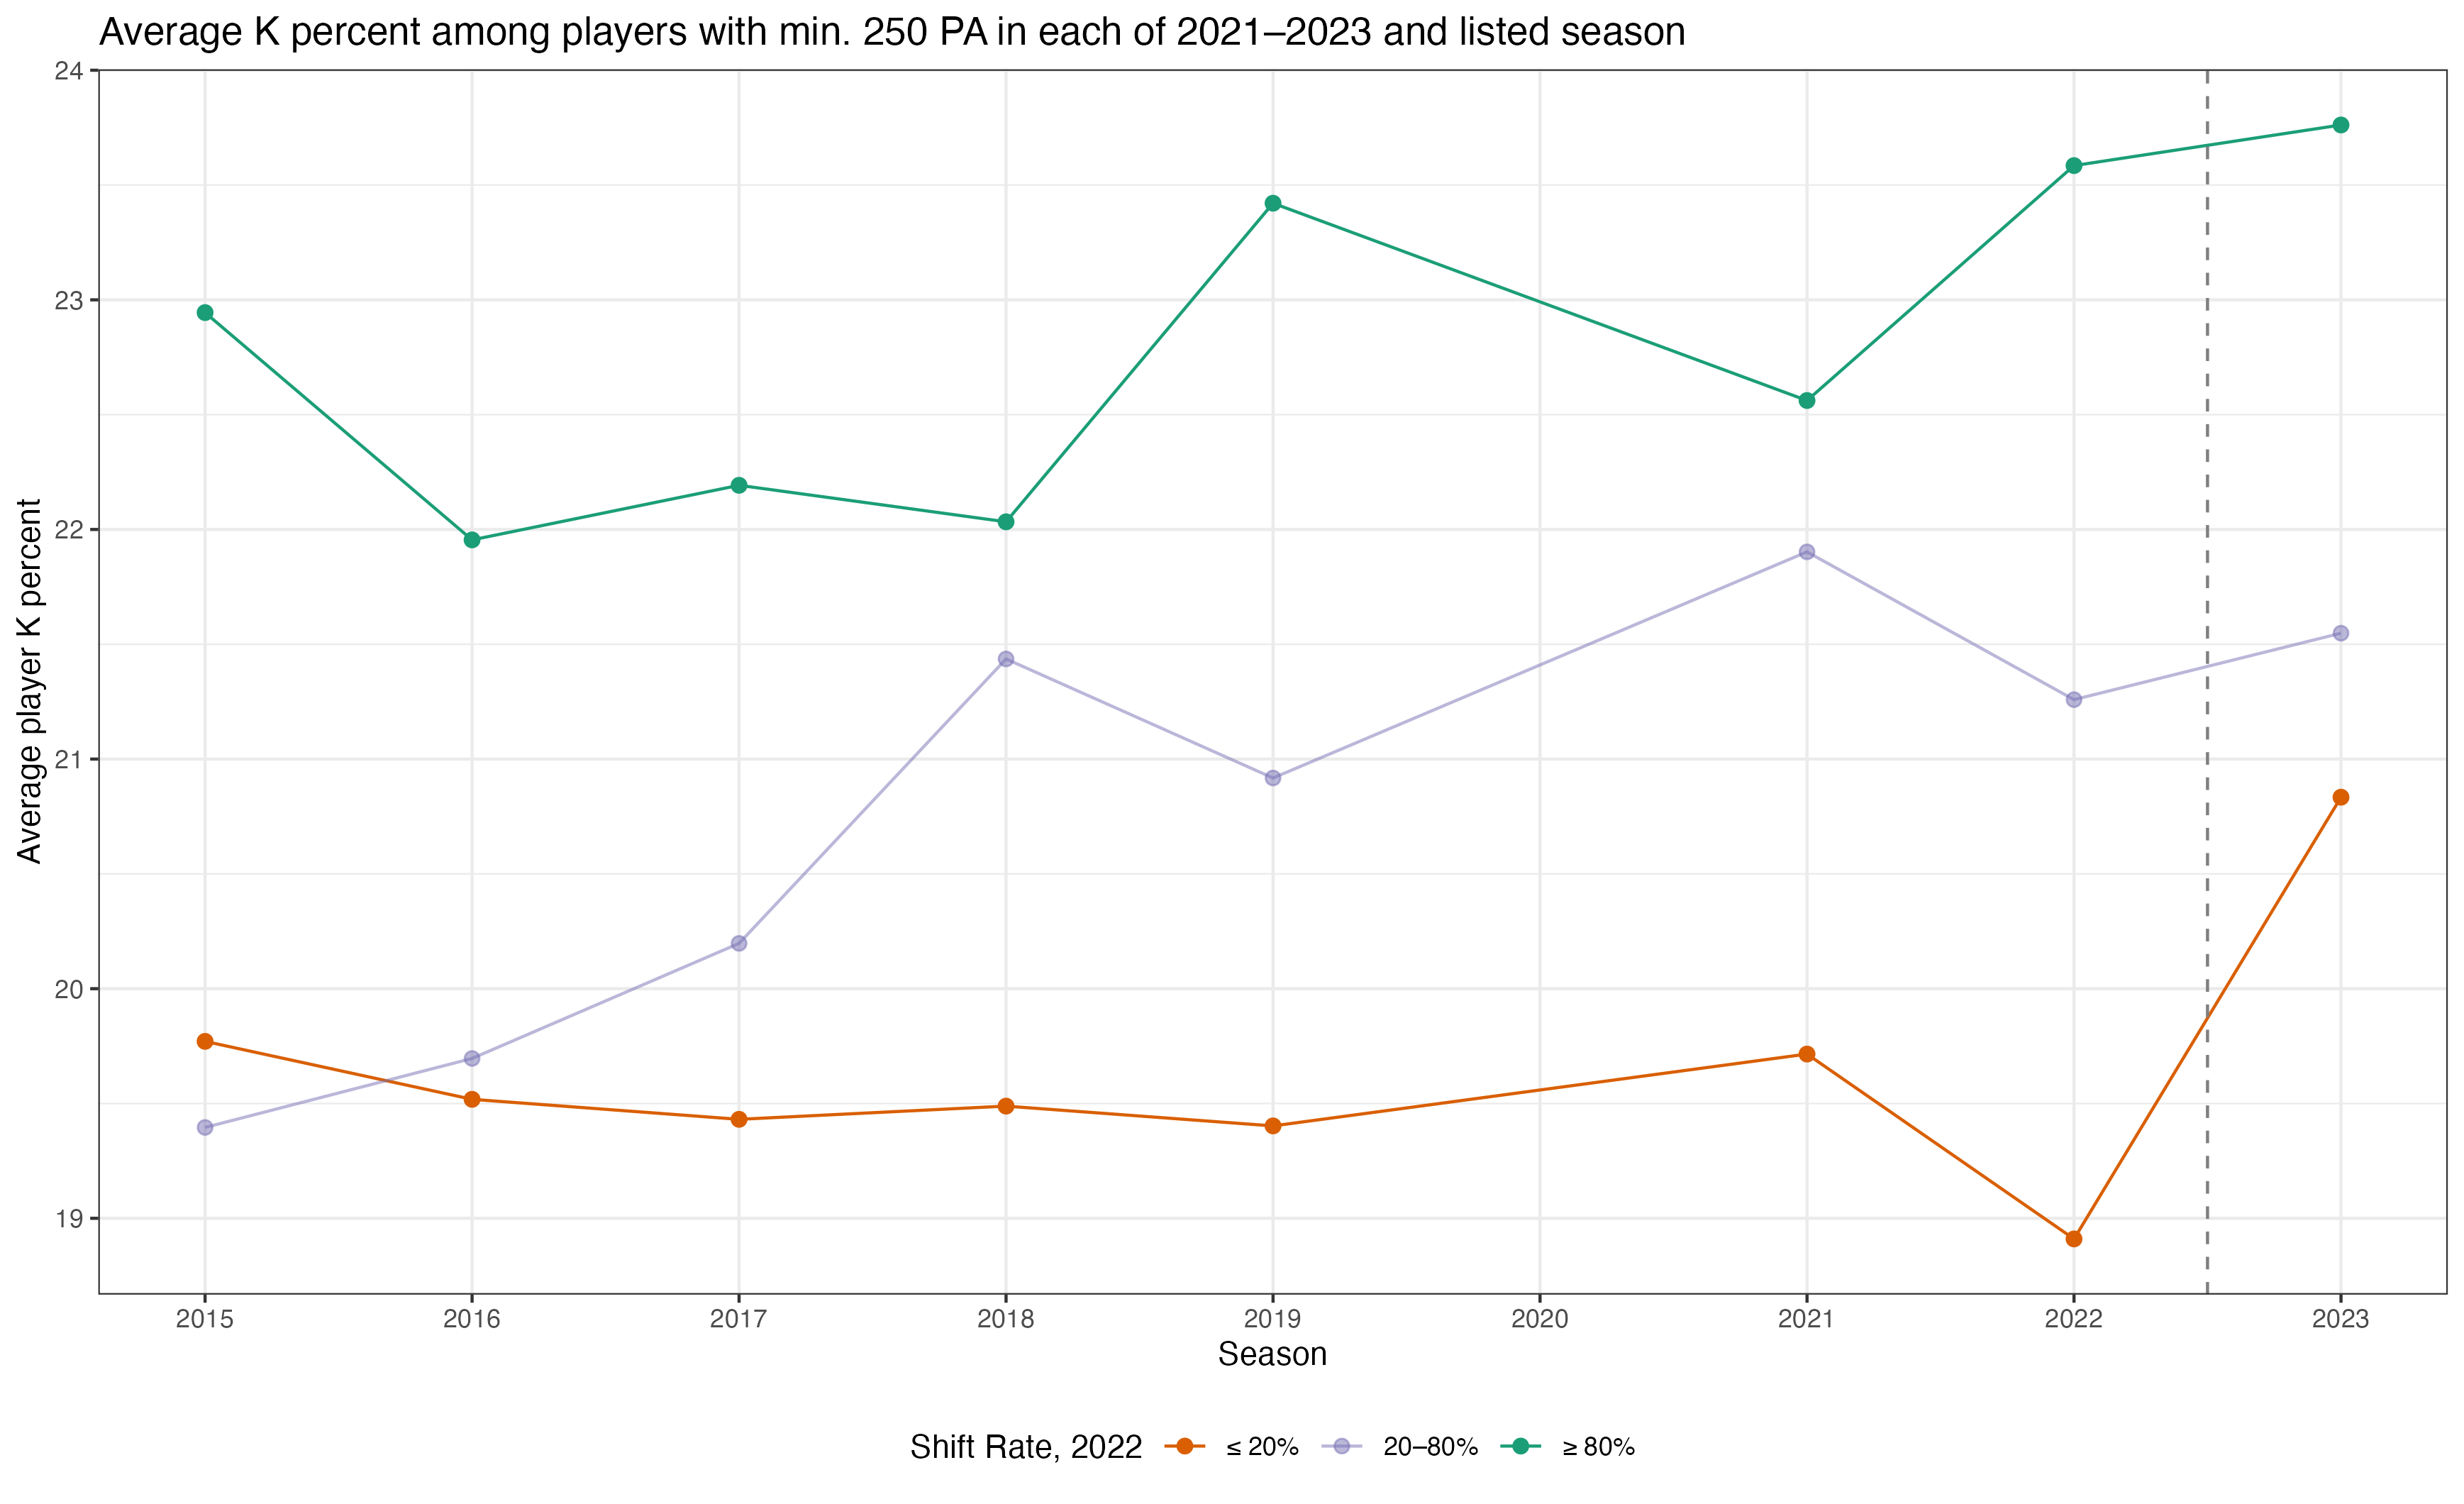 Average K percent among players with min. 250 PA in each of 2021–2023 and listed season
24
23
22
21
20
19
Average player K percent
2015 2016 2017 2018 2019 2020 2021 2022 2023
Season
Shift Rate, 2022 ≤ 20% 20–80% ≥ 80%